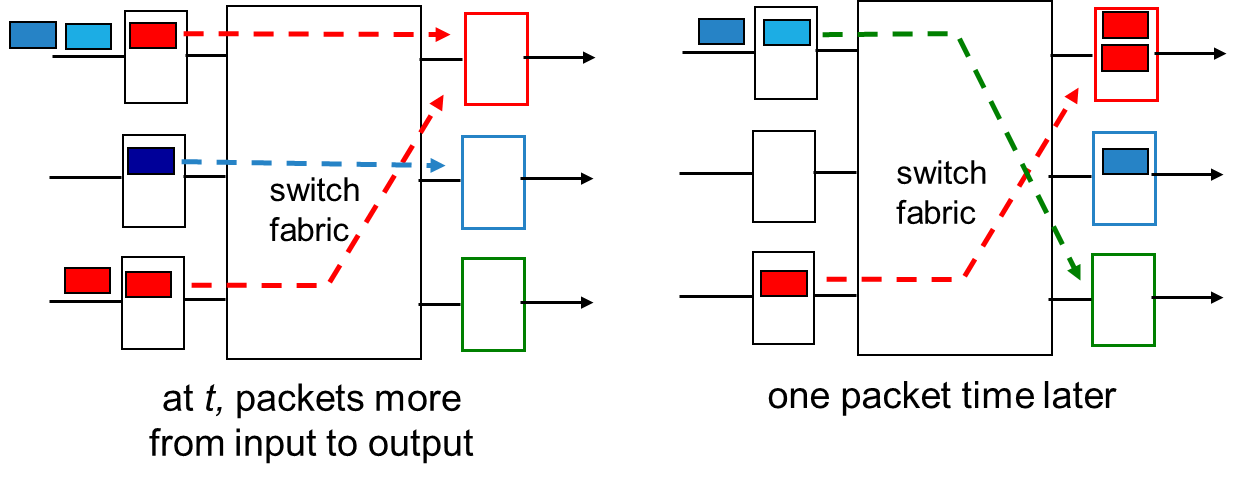 switch
fabric
at t, packets more
from input to output
switch
fabric
one packet time later